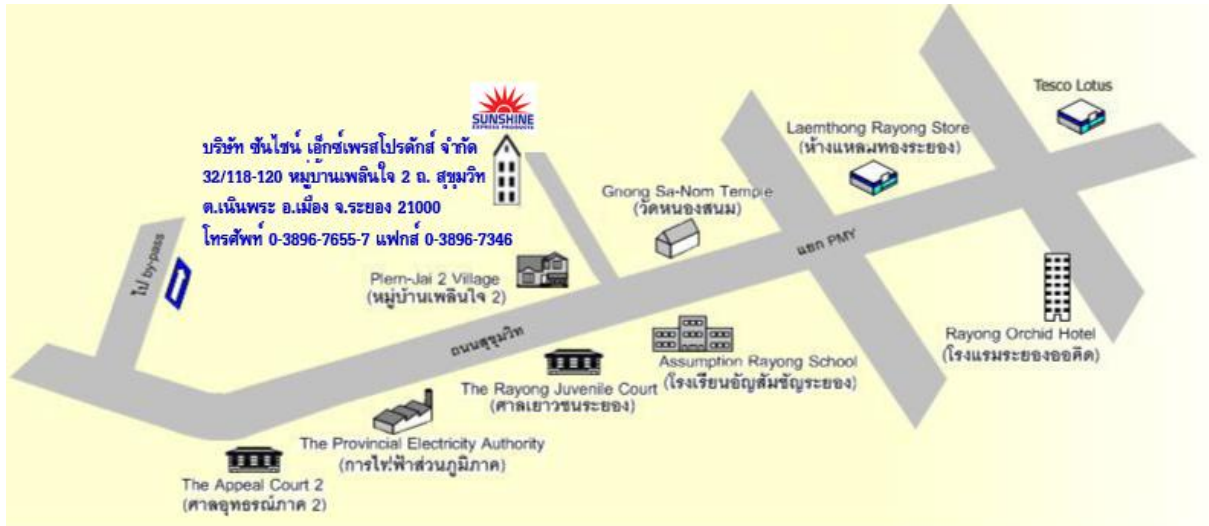 Tesco Lotus
SUNSHINE
EXPRESS PRODUCTS
Laemthong Rayong Store
(ห้างแหลมทองระยอง)
บริษัท ซันไชน์ เอ็กซ์เพรสโปรดักส์ จำกัด
32/118-120 หมู่บ้านเพลินใจ 2 ถ. สุขุมวิท
ต.เนินพระ อ.เมือง จ.ระยอง 21000
โทรศัพท์ 0-3896-7655-7 แฟกส์ 0-3896-7346
Gnong Sa-Nom Temple
(วัดหนองสนม)
แยก PMY
ไป by-pass
Plern-Jai 2 Village
(หมู่บ้านเพลินใจ 2)
ถนนสุขุมวิท
Rayong Orchid Hotel
(โรงแรมระยองออคิด)
Assumption Rayong School
(โรงเรียนอัญสัมชัญระยอง)
The Rayong Juvenile Court
(ศาลเยาวชนระยอง)
The Provincial Electricity Authority
(การไฟฟ้าส่วนภูมิภาค)
The Appeal Court 2
(ศาลอุทธรณ์ภาค 2)